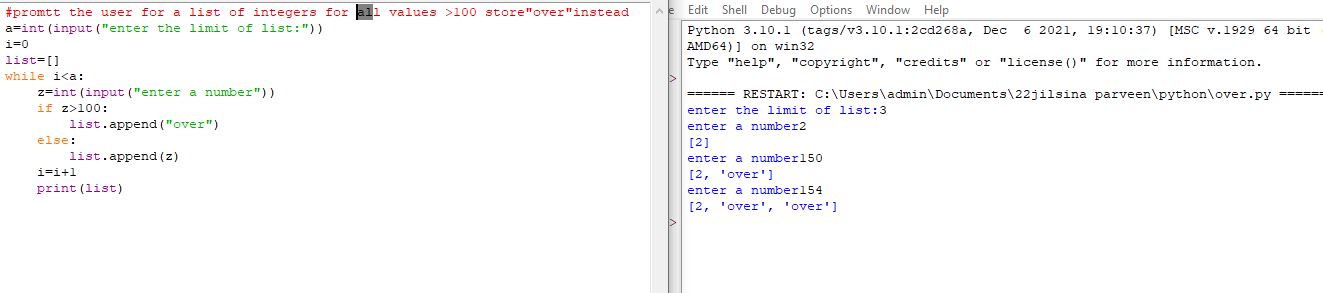 #promtt the user for a list of integers for all values >100 store"over"instead
a=int(input("enter the limit of list:"))
i=0
list=[]
while i<a:
    z=int(input("enter a number"))
    if z>100:
        list.append("over")
    else:
        list.append(z)
    i=i+1
    print(list)
Edit Shell Debug Options Window Help
Python 3.10.1 (tags/v3.10.1:2cd268a, Dec  6 2021, 19:10:37) [MSC v.1929 64 bit
AMD64)] on win32
Type "help", "copyright", "credits" or "license()" for more information.
>
====== RESTART: C:\Users\admin\Documents\22jilsina parveen\python\over.py ======
enter the limit of list:3
enter a number2
[2]
enter a number150
[2, 'over']
enter a number154
[2, 'over', 'over']
>